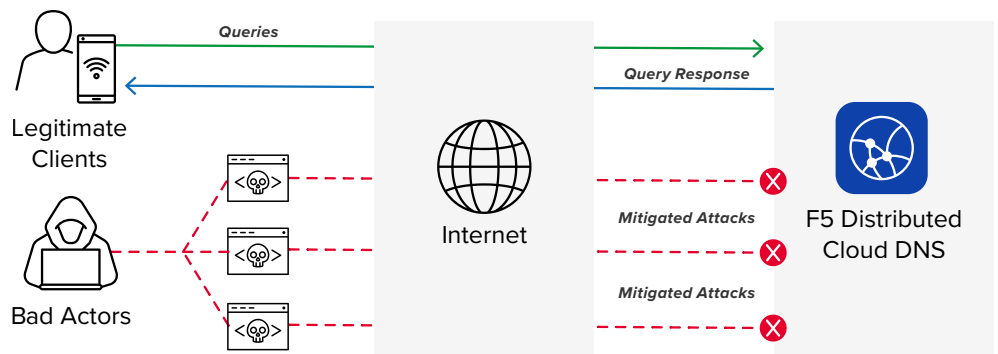 Queries
Query Response
Legitimate
Clients
Internet
Mitigated Attacks
F5 Distributed
Cloud DNS
Mitigated Attacks
Bad Actors